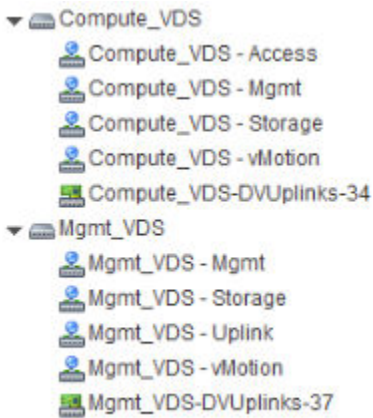 Compute_VDS
Compute_VDS - Access
Compute_VDS - Mgmt
Compute_VDS - Storage
Compute_VDS - vMotion
Compute_VDS-DVUplinks-34
Mgmt_VDS
Mgmt_VDS - Mgmt
Mgmt_VDS - Storage
Mgmt_VDS - Uplink
Mgmt_VDS - vMotion
Mgmt_VDS-DVUplinks-37